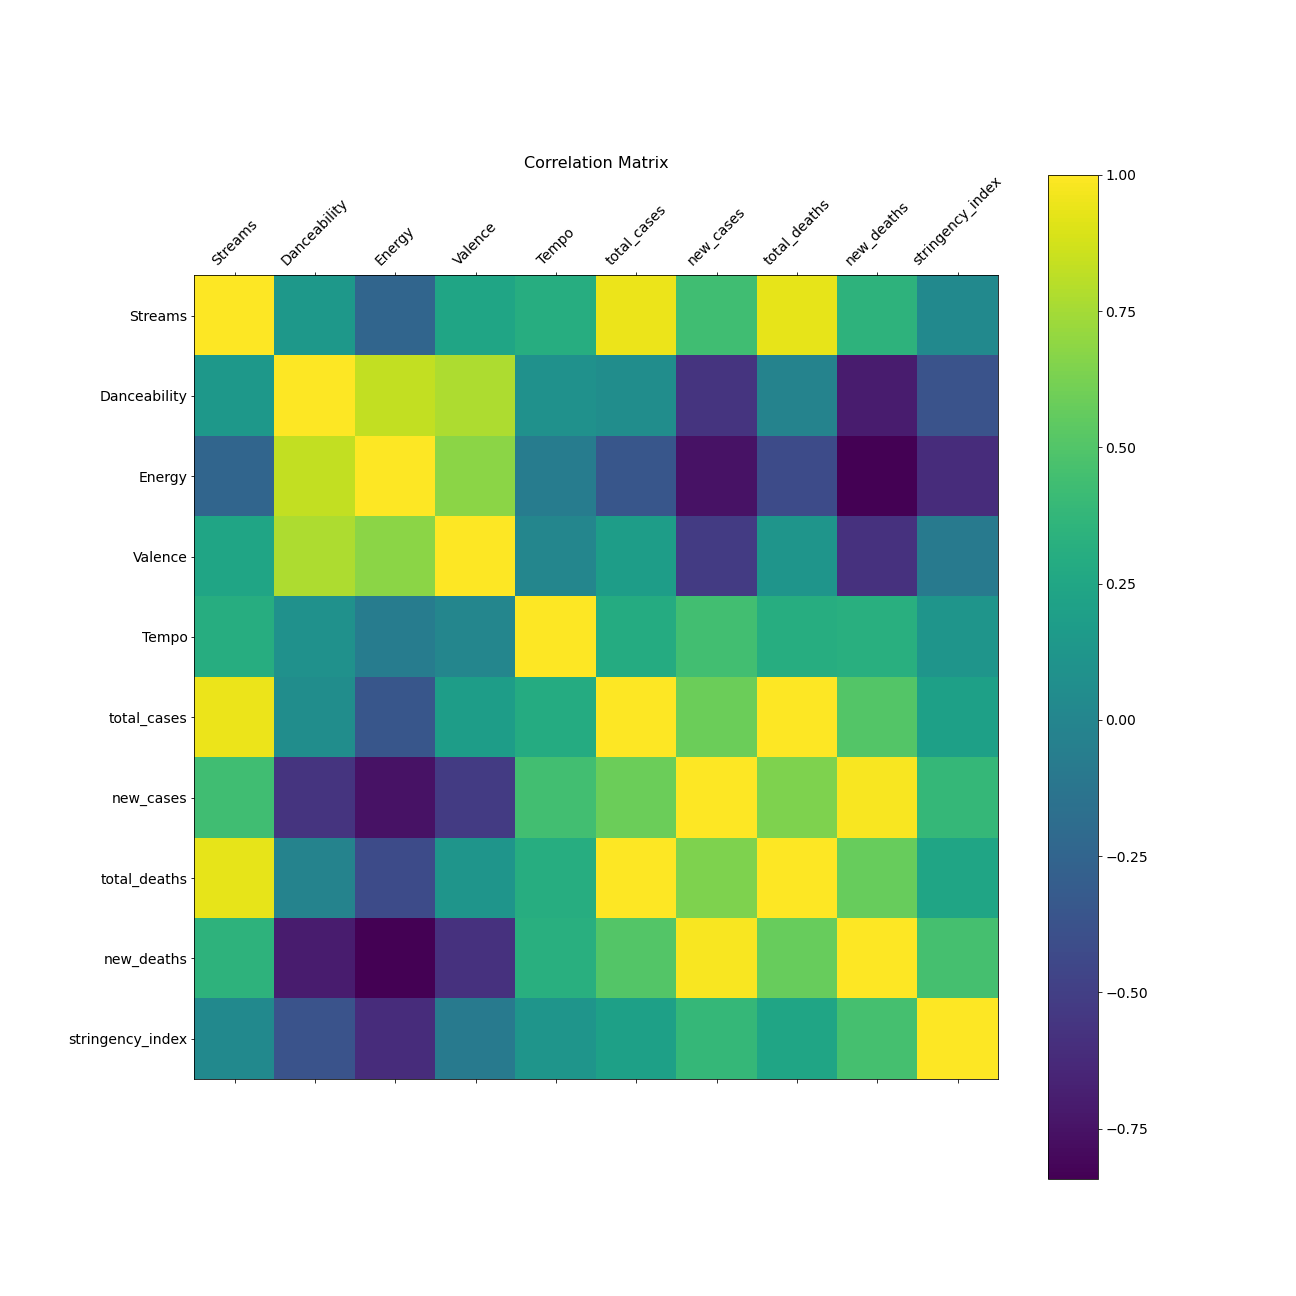 Correlation Matrix
Streams
Danceability
Energy
Valence
Tempo
total_cases
new_cases
total_deaths
new_deaths
stringency_index
Streams
Danceability
Energy
Valence
Tempo
total_cases
new_cases
total_deaths
new_deaths
stringency_index
1.00
0.75
0.50
0.25
0.00
−0.25
−0.50
−0.75